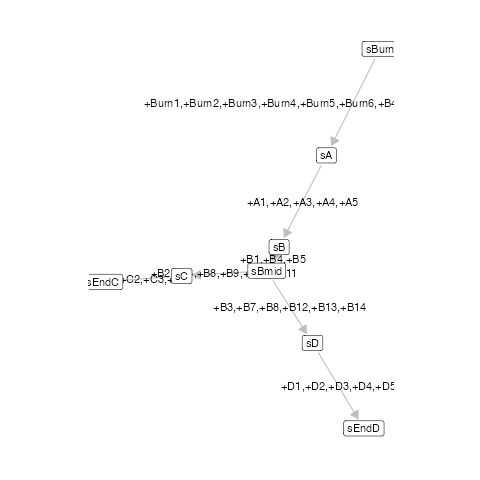 sBurn
+Burn1,+Burn2,+Burn3,+Burn4,+Burn5,+Burn6,+B4
sA
+A1,+A2,+A3,+A4,+A5
sB
+B1,+B4,+B5
sBmid
+B2 +B8,+B9, 11
sC
+C2,+C3,+
sEndC
+B3,+B7,+B8,+B12,+B13,+B14
sD
+D1,+D2,+D3,+D4,+D5
sEndD